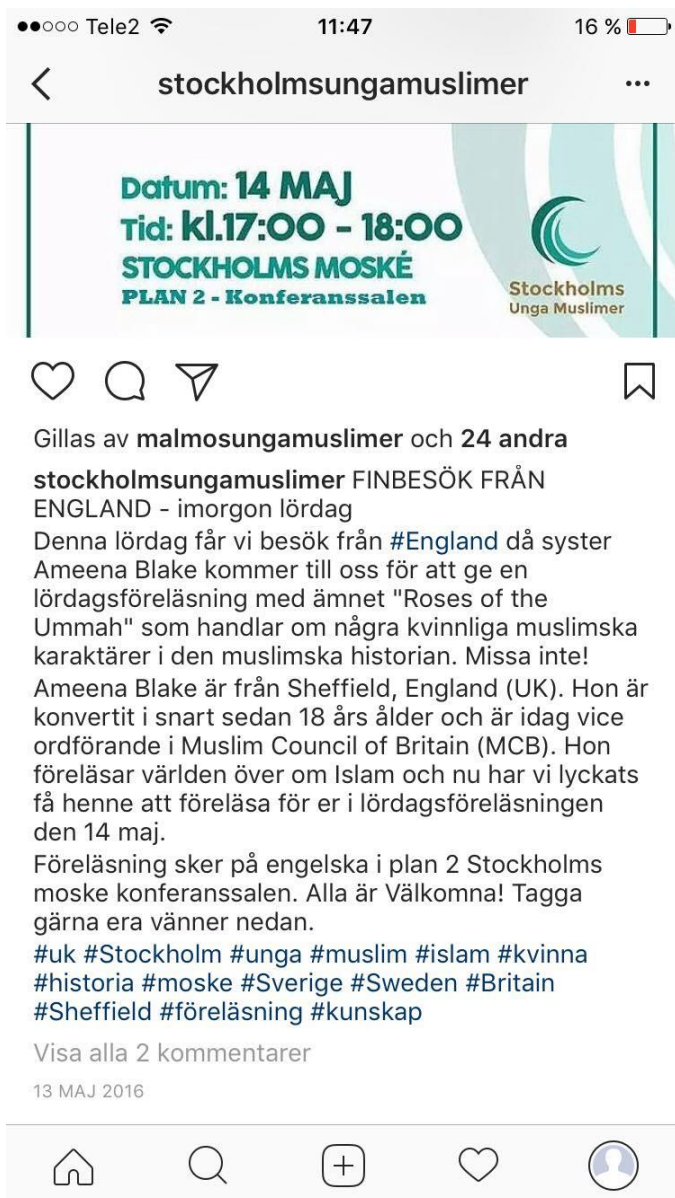 Tele2 11:47 16 %
stockholmsungamuslimer
Datum: 14 MAJ
Tid: kl.17:00 - 18:00
STOCKHOLMS MOSKÉ
PLAN 2 - Konferanssalen
Stockholms
Unga Muslimer
Gillas av malmosungamuslimer och 24 andra
stockholmsungamuslimer FINBESÖK FRÅN
ENGLAND - imorgon lördag
Denna lördag får vi besök från #England då syster
Ameena Blake kommer till oss för att ge en
lördagsföreläsning med ämnet "Roses of the
Ummah" som handlar om några kvinnliga muslimska
karaktärer i den muslimska historian. Missa inte!
Ameena Blake är från Sheffield, England (UK). Hon är
konvertit i snart sedan 18 års ålder och är idag vice
ordförande i Muslim Council of Britain (MCB). Hon
föreläsar världen över om Islam och nu har vi lyckats
få henne att föreläsa för er i lördagsföreläsningen
den 14 maj.
Föreläsning sker på engelska i plan 2 Stockholms
moske konferanssalen. Alla är Välkomna! Tagga
gärna era vänner nedan.
#uk #Stockholm #unga #muslim #islam #kvinna
#historia #moske #Sverige #Sweden #Britain
#Sheffield #föreläsning #kunskap
Visa alla 2 kommentarer
13 MAJ 2016